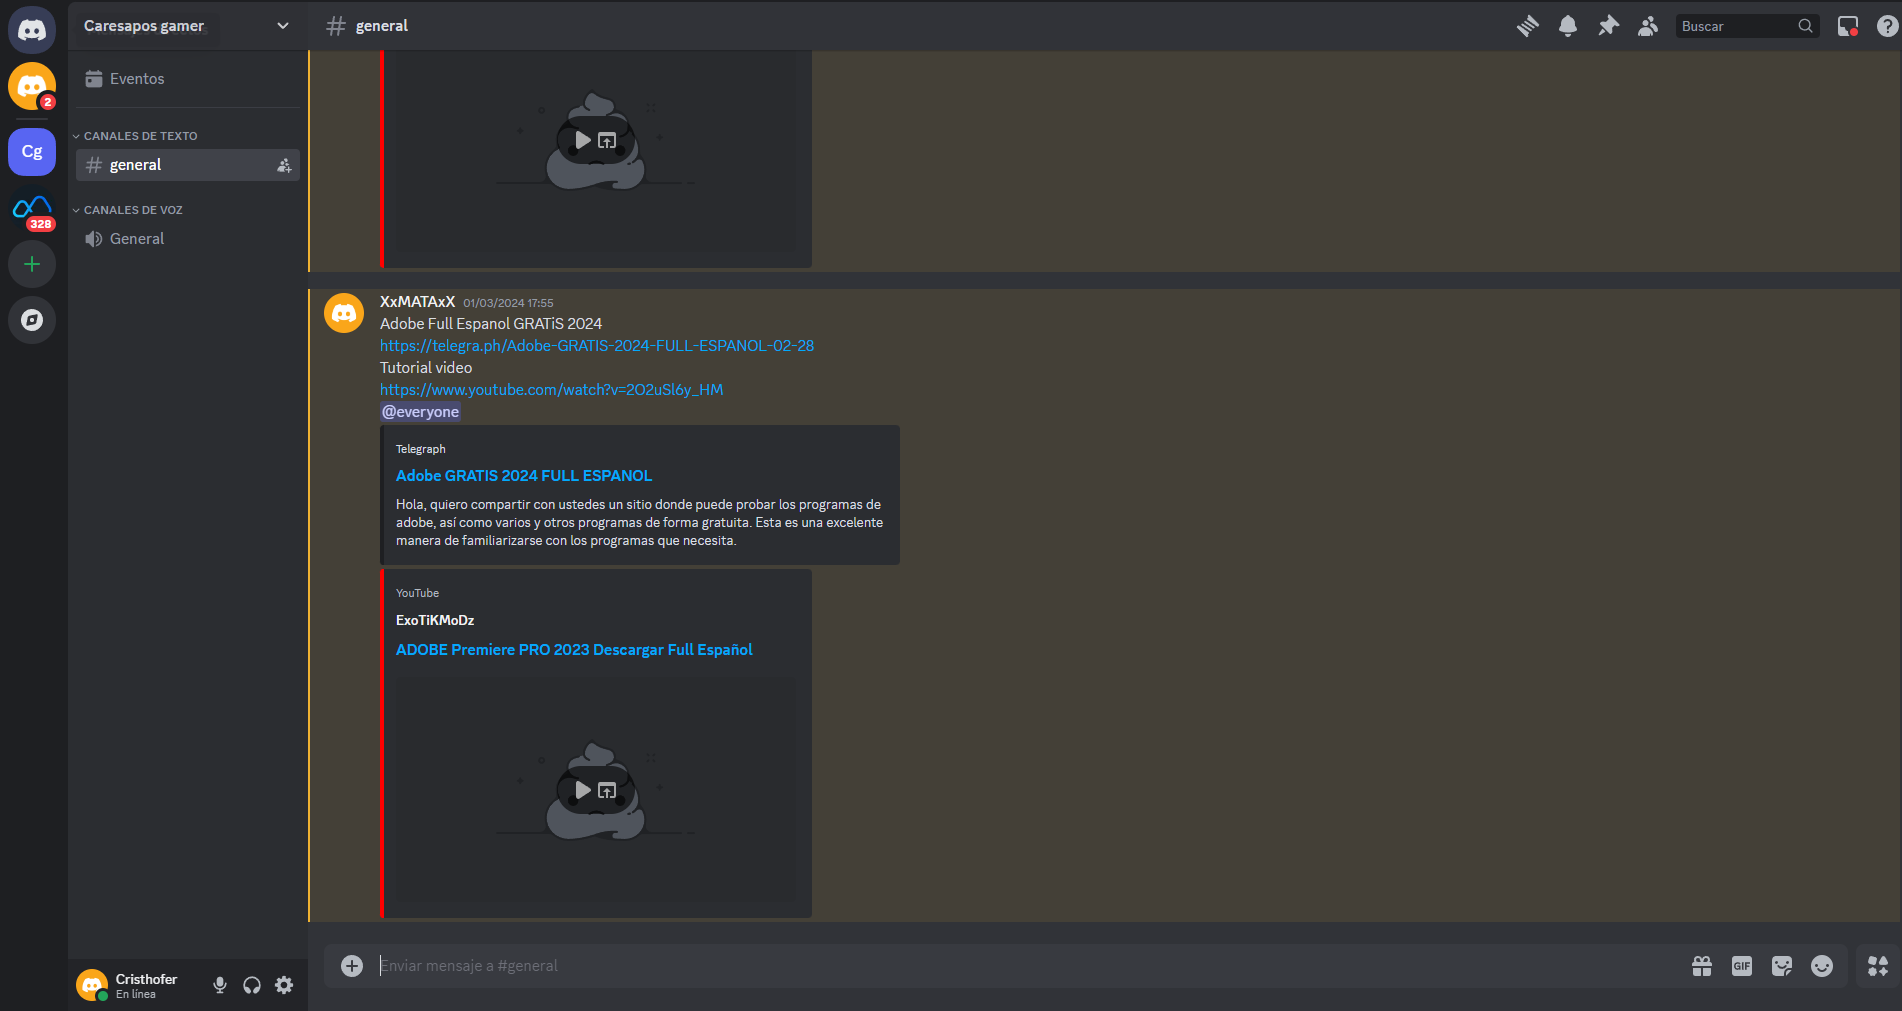 Caresapos gamer
general
Buscar
2
Eventos
CANALES DE TEXTO
general
Cg
CANALES DE VOZ
328
General
XxMATAxX 01/03/2024 17:55
Adobe Full Espanol GRATiS 2024
https://telegra.ph/Adobe-GRATIS-2024-FULL-ESPANOL-02-28
Tutorial video
https://www.youtube.com/watch?v=2O2uSl6y_HM
@everyone
Telegraph
Adobe GRATIS 2024 FULL ESPANOL
Hola, quiero compartir con ustedes un sitio donde puede probar los programas de
adobe, así como varios y otros programas de forma gratuita. Esta es una excelente
manera de familiarizarse con los programas que necesita.
YouTube
ExoTiKMoDz
ADOBE Premiere PRO 2023 Descargar Full Español
Enviar mensaje a #general
GIF
Cristhofer
En línea